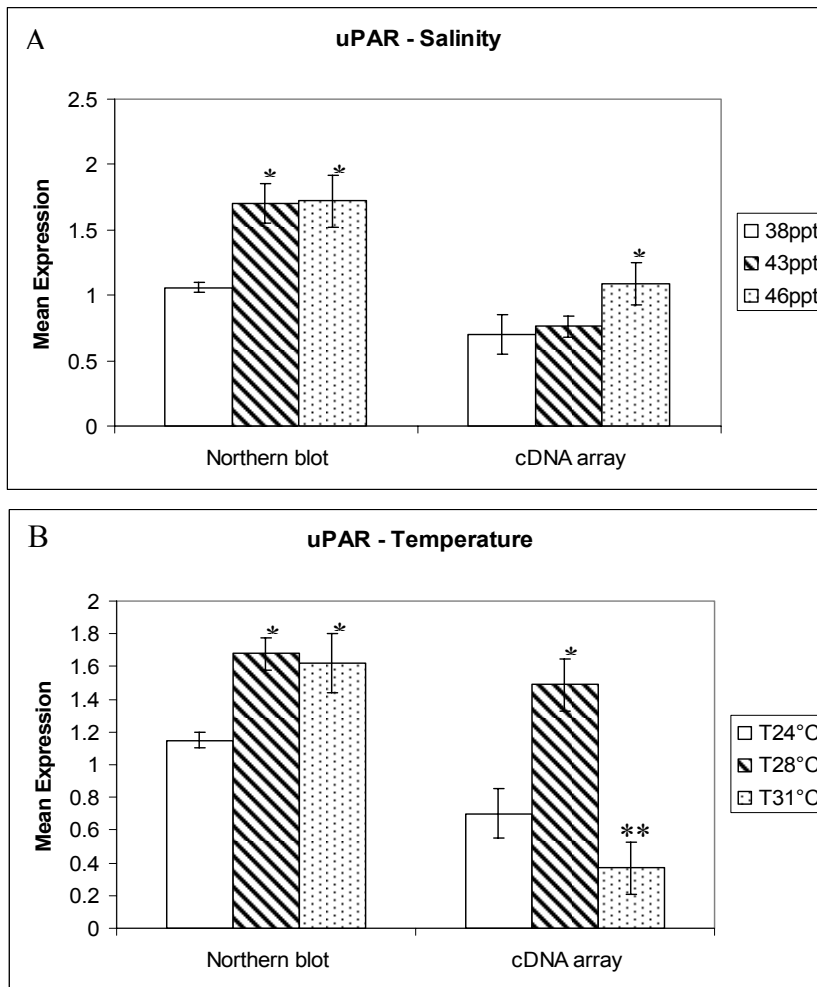 A
uPAR - Salinity
Mean Expression
2.5
2
1.5
1
0.5
0
* * *
Northern blot cDNA array
38ppt
43ppt
46ppt
B
uPAR - Temperature
Mean Expression
2
1.8
1.6
1.4
1.2
1
0.8
0.6
0.4
0.2
0
* * * **
Northern blot cDNA array
T24°C
T28°C
T31°C